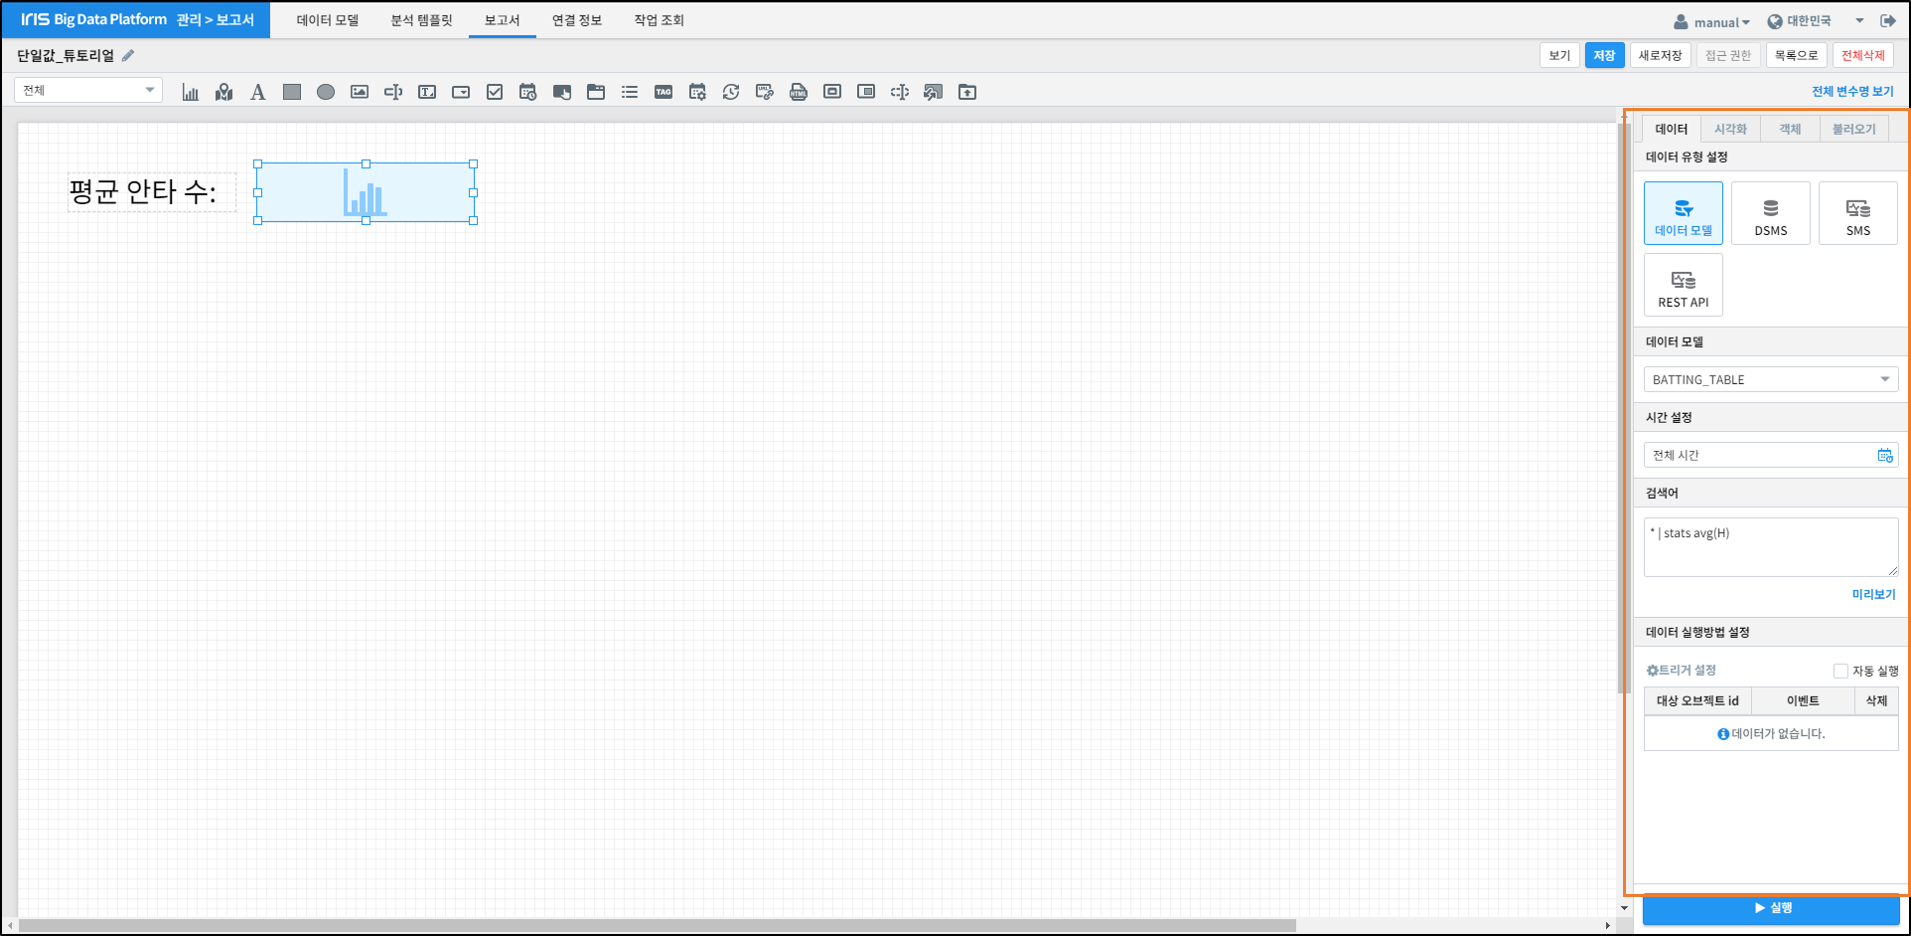 IRIS Big Data Platform 관리 > 보고서 데이터 모델 분석 템플릿 보고서 연결 정보 작업 조회 manual 대한민국
단일값_튜토리얼 보기 저장 새로저장 접근 권한 목록으로 전체삭제
전체 전체 변수명 보기
평균 안타 수:
데이터 시각화 객체 불러오기
데이터 유형 설정
데이터 모델 DSMS SMS
REST API
데이터 모델
BATTING_TABLE
시간 설정
전체 시간
검색어
* | stats avg(H)
미리보기
데이터 실행방법 설정
트리거 설정 자동 실행
대상 오브젝트 id 이벤트 삭제
데이터가 없습니다.
실행